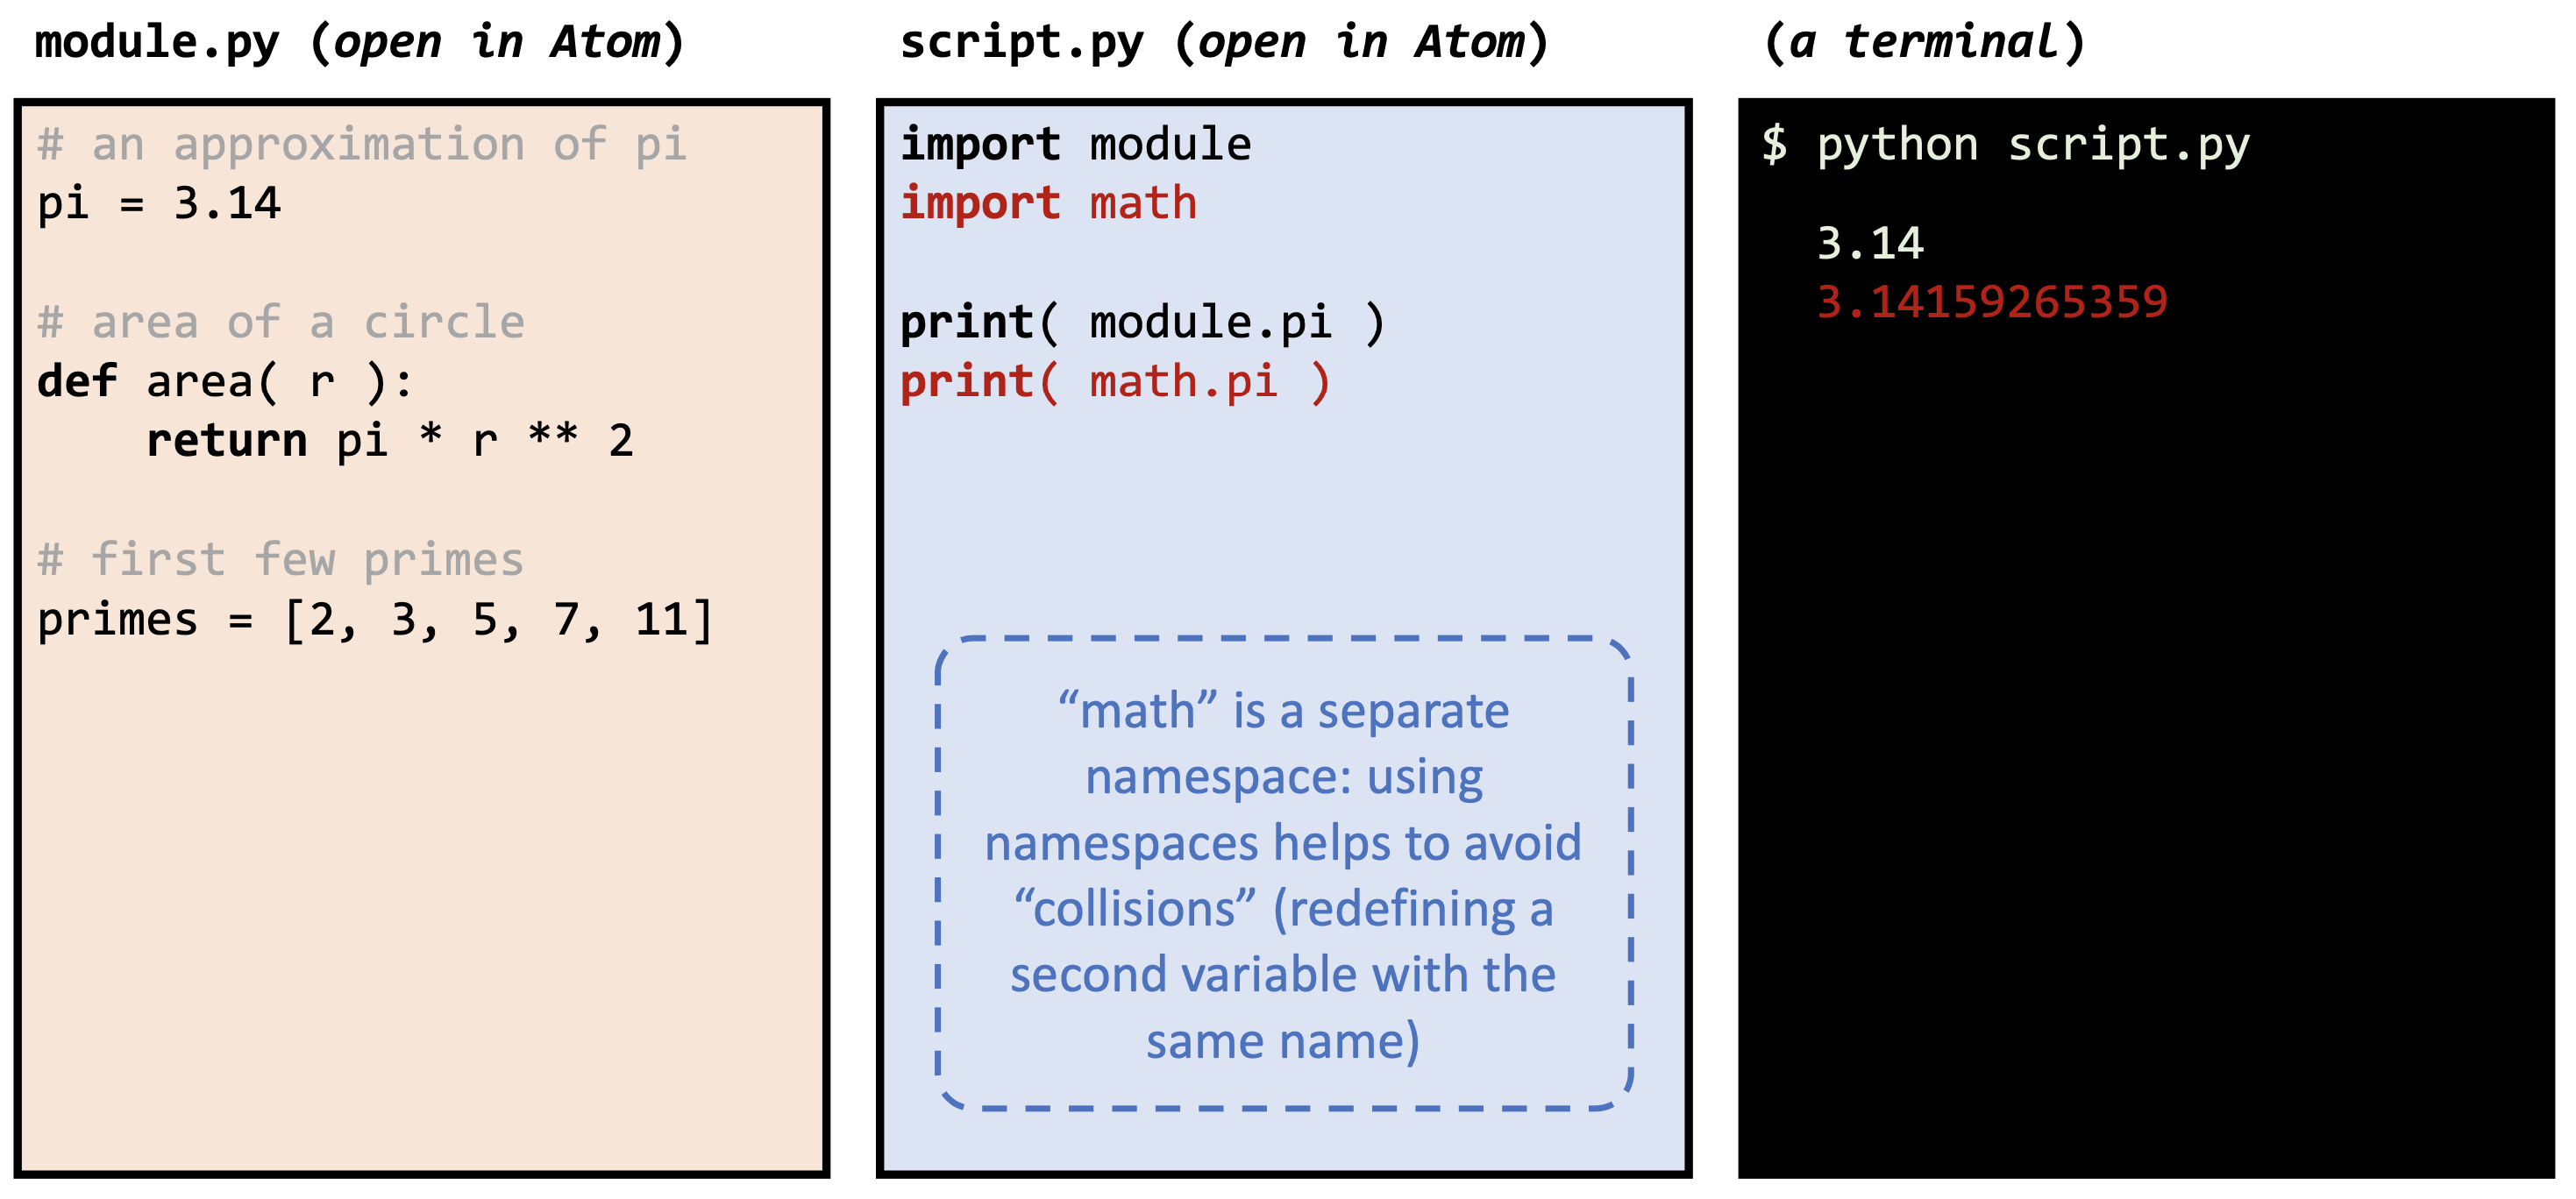 module.py (open in Atom)
# an approximation of pi
pi = 3.14
# area of a circle
def area( r ):
    return pi * r ** 2
# first few primes
primes = [2, 3, 5, 7, 11]
script.py (open in Atom)
import module
import math
print( module.pi )
print( math.pi )
“math” is a separate
namespace: using
namespaces helps to avoid
“collisions” (redefining a
second variable with the
same name)
(a terminal)
$ python script.py
3.14
3.14159265359